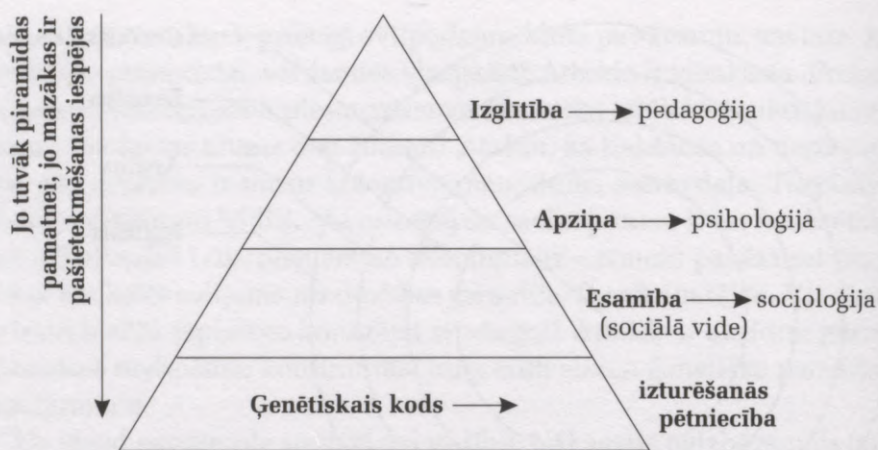 Jo tuvāk piramīdas
pamatnei, jo mazākas ir
pašietekmēšanas iespējas
Izglītība → pedagoģija
Apziņa → psiholoģija
Esamība → socioloģija
(sociālā vide)
Ģenētiskais kods →
izturēšanās
pētniecība